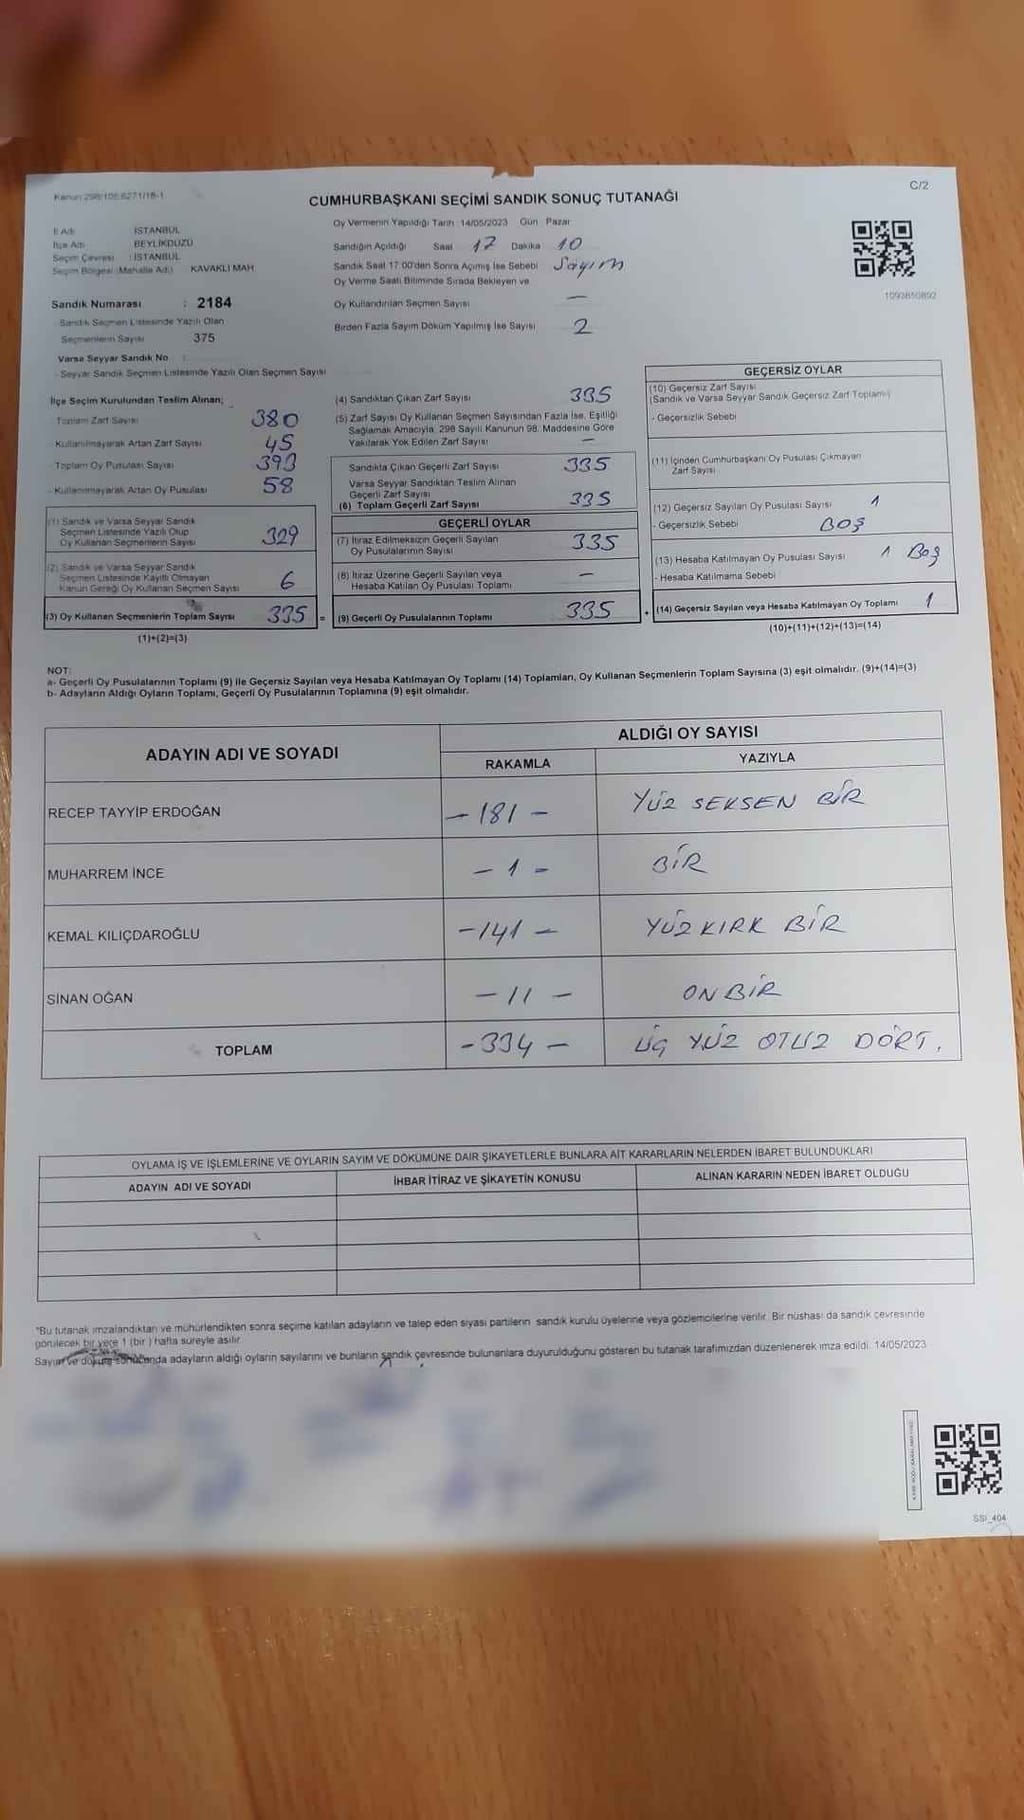 Kanun 298/105 6271/18-1
C/2
CUMHURBAŞKANI SEÇİMİ SANDIK SONUÇ TUTANAĞI
İl Adı : İSTANBUL
İlçe Adı : BEYLİKDÜZÜ
Seçim Çevresi : İSTANBUL
Seçim Bölgesi (Mahalle Adı) KAVAKLI MAH
Sandık Numarası : 2184
Sandık Seçmen Listesinde Yazılı Olan
Seçmenlerin Sayısı 375
Varsa Seyyar Sandık No :
- Seyyar Sandık Seçmen Listesinde Yazılı Olan Seçmen Sayısı
Oy Vermenin Yapıldığı Tarih : 14/05/2023 Gün Pazar
Sandığın Açıldığı Saat 17 Dakika 10
Sandık Saat 17:00'den Sonra Açımış İse Sebebi Sayım
Oy Verme Saati Bitiminde Sırada Bekleyen ve
Oy Kullandırılan Seçmen Sayısı —
Birden Fazla Sayım Döküm Yapılmış İse Sayısı 2
1093850892
İlçe Seçim Kurulundan Teslim Alınan;
Toplam Zarf Sayısı 380
- Kullanılmayarak Artan Zarf Sayısı 45
Toplam Oy Pusulası Sayısı 393
- Kullanılmayarak Artan Oy Pusulası 58
(1) Sandık ve Varsa Seyyar Sandık
Seçmen Listesinde Yazılı Olup
Oy Kullanan Seçmenlerin Sayısı 329
(2) Sandık ve Varsa Seyyar Sandık
Seçmen Listesinde Kayıtlı Olmayan
Kanun Gereği Oy Kullanan Seçmen Sayısı 6
(3) Oy Kullanan Seçmenlerin Toplam Sayısı 335 =
(1)+(2)=(3)
(4) Sandıktan Çıkan Zarf Sayısı 335
(5) Zarf Sayısı Oy Kullanan Seçmen Sayısından Fazla İse, Eşitliği
Sağlamak Amacıyla, 298 Sayılı Kanunun 98. Maddesine Göre
Yakılarak Yok Edilen Zarf Sayısı —
Sandıkta Çıkan Geçerli Zarf Sayısı 335
Varsa Seyyar Sandıktan Teslim Alınan
Geçerli Zarf Sayısı
(6) Toplam Geçerli Zarf Sayısı 335
GEÇERLİ OYLAR
(7) İtiraz Edilmeksizin Geçerli Sayılan
Oy Pusulalarının Sayısı 335
(8) İtiraz Üzerine Geçerli Sayılan veya
Hesaba Katılan Oy Pusulası Toplamı —
(9) Geçerli Oy Pusulalarının Toplamı 335 +
GEÇERSİZ OYLAR
(10) Geçersiz Zarf Sayısı
(Sandık ve Varsa Seyyar Sandık Geçersiz Zarf Toplamı)
- Geçersizlik Sebebi
(11) İçinden Cumhurbaşkanı Oy Pusulası Çıkmayan
Zarf Sayısı
(12) Geçersiz Sayılan Oy Pusulası Sayısı 1
- Geçersizlik Sebebi BOŞ
(13) Hesaba Katılmayan Oy Pusulası Sayısı 1 Boş
- Hesaba Katılmama Sebebi
(14) Geçersiz Sayılan veya Hesaba Katılmayan Oy Toplamı 1
(10)+(11)+(12)+(13)=(14)
NOT:
a- Geçerli Oy Pusulalarının Toplamı (9) ile Geçersiz Sayılan veya Hesaba Katılmayan Oy Toplamı (14) Toplamları, Oy Kullanan Seçmenlerin Toplam Sayısına (3) eşit olmalıdır. (9)+(14)=(3)
b- Adayların Aldığı Oyların Toplamı, Geçerli Oy Pusulalarının Toplamına (9) eşit olmalıdır.
ADAYIN ADI VE SOYADI
ALDIĞI OY SAYISI
RAKAMLA YAZIYLA
RECEP TAYYİP ERDOĞAN -181- YÜZ SEKSEN BİR
MUHARREM İNCE -1- BİR
KEMAL KILIÇDAROĞLU -141- YÜZ KIRK BİR
SİNAN OĞAN -11- ON BİR
TOPLAM -334- ÜÇ YÜZ OTUZ DÖRT.
OYLAMA İŞ VE İŞLEMLERİNE VE OYLARIN SAYIM VE DÖKÜMÜNE DAİR ŞİKAYETLERLE BUNLARA AİT KARARLARIN NELERDEN İBARET BULUNDUKLARI
ADAYIN ADI VE SOYADI İHBAR İTİRAZ VE ŞİKAYETİN KONUSU ALINAN KARARIN NEDEN İBARET OLDUĞU
"Bu tutanak imzalandıktan ve mühürlendikten sonra seçime katılan adayların ve talep eden siyasi partilerin sandık kurulu üyelerine veya gözlemcilerine verilir. Bir nüshası da sandık çevresinde
görülecek bir yere 1 (bir) hafta süreyle asılır.
Sayım ve döküm sonucunda adayların aldığı oyların sayılarını ve bunların sandık çevresinde bulunanlara duyurulduğunu gösteren bu tutanak tarafımızdan düzenlenerek imza edildi. 14/05/2023
SSI_404